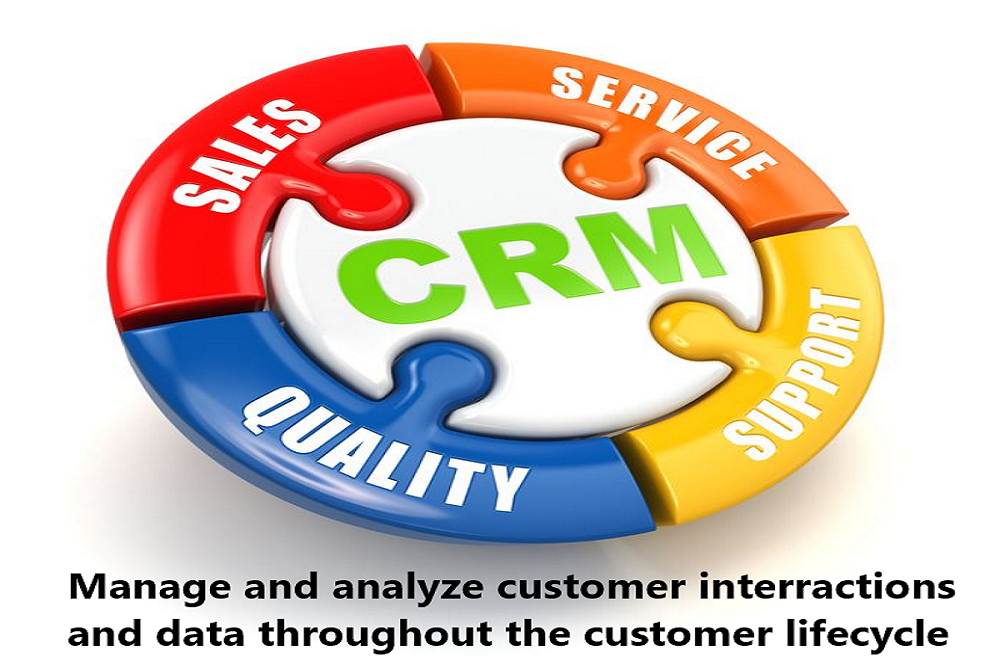 SALES
SERVICE
CRM
SUPPORT
QUALITY
Manage and analyze customer interractions
and data throughout the customer lifecycle